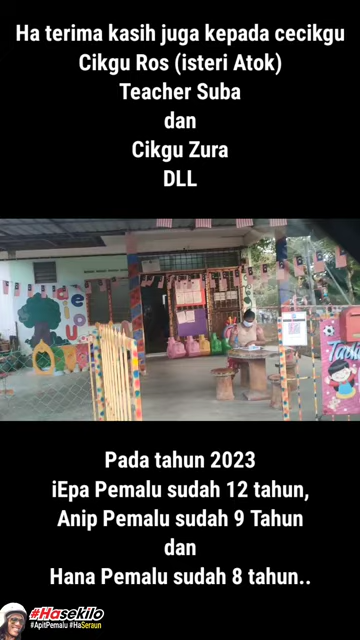 Ha terima kasih juga kepada cecikgu
Cikgu Ros (isteri Atok)
Teacher Suba
dan
Cikgu Zura
DLL
Pada tahun 2023
iEpa Pemalu sudah 12 tahun,
Anip Pemalu sudah 9 Tahun
dan
Hana Pemalu sudah 8 tahun..
#Hasekilo
#ApitPemalu #HaSeraun